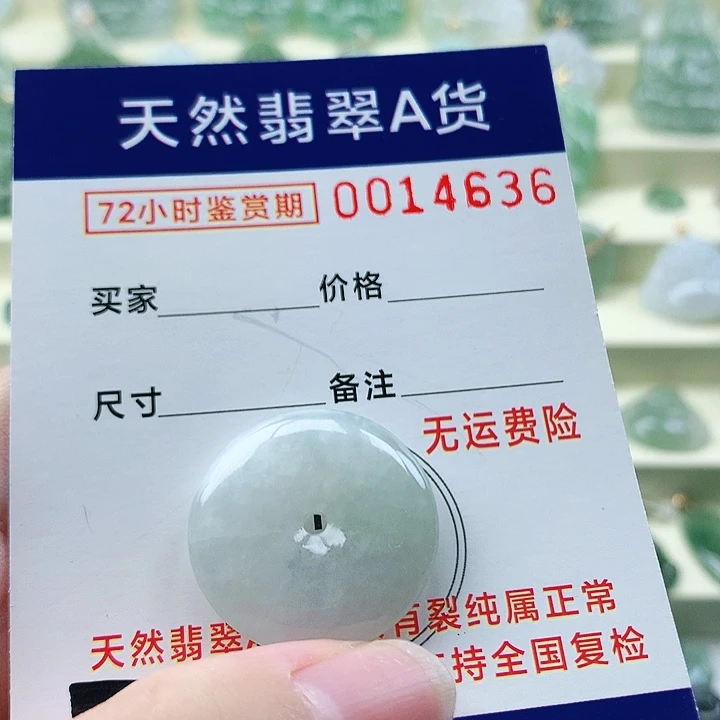 天然翡翠A货
72小时鉴赏期 0014636
买家 价格
尺寸 备注
无运费险
天然翡翠 有裂纯属正常
持全国复检